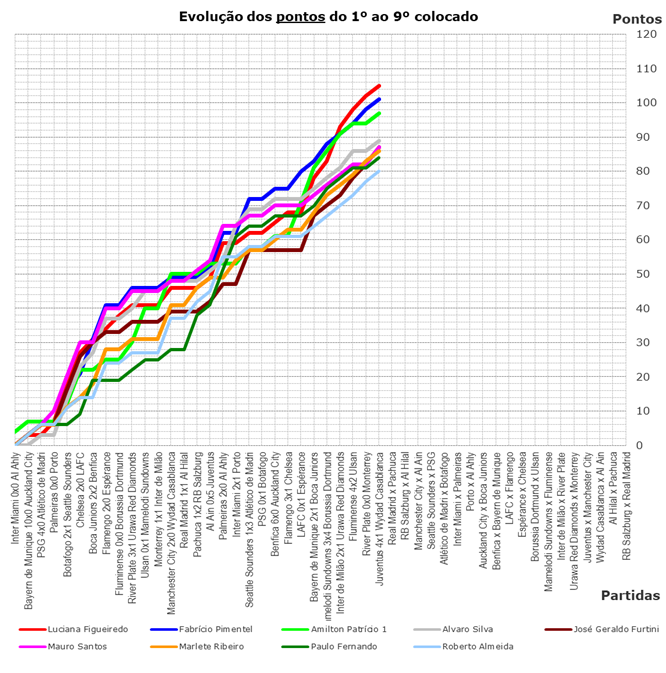 Evolução dos pontos do 1º ao 9º colocado
Pontos
120
110
100
90
80
70
60
50
40
30
20
10
0
Inter Miami 0x0 Al Ahly
Bayern de Munique 10x0 Auckland City
PSG 4x0 Atlético de Madri
Palmeiras 0x0 Porto
Botafogo 2x1 Seattle Sounders
Chelsea 2x0 LAFC
Boca Juniors 2x2 Benfica
Flamengo 2x0 Espérance
Fluminense 0x0 Borussia Dortmund
River Plate 3x1 Urawa Red Diamonds
Ulsan 0x1 Mamelodi Sundowns
Monterrey 1x1 Inter de Milão
Manchester City 2x0 Wydad Casablanca
Real Madrid 1x1 Al Hilal
Pachuca 1x2 RB Salzburg
Al Ain 0x5 Juventus
Palmeiras 2x0 Al Ahly
Inter Miami 2x1 Porto
Seattle Sounders 1x3 Atlético de Madri
PSG 0x1 Botafogo
Benfica 6x0 Auckland City
Flamengo 3x1 Chelsea
LAFC 0x1 Espérance
Bayern de Munique 2x1 Boca Juniors
amelodi Sundowns 3x4 Borussia Dortmund
Inter de Milão 2x1 Urawa Red Diamonds
Fluminense 4x2 Ulsan
River Plate 0x0 Monterrey
Juventus 4x1 Wydad Casablanca
Real Madrid x Pachuca
RB Salzburg x Al Hilal
Manchester City x Al Ain
Seattle Sounders x PSG
Atlético de Madri x Botafogo
Inter Miami x Palmeiras
Porto x Al Ahly
Auckland City x Boca Juniors
Benfica x Bayern de Munique
LAFC x Flamengo
Espérance x Chelsea
Borussia Dortmund x Ulsan
Mamelodi Sundowns x Fluminense
Inter de Milão x River Plate
Urawa Red Diamonds x Monterrey
Juventus x Manchester City
Wydad Casablanca x Al Ain
Al Hilal x Pachuca
RB Salzburg x Real Madrid
Partidas
Luciana Figueiredo
Fabrício Pimentel
Amilton Patrício 1
Alvaro Silva
José Geraldo Furtini
Mauro Santos
Marlete Ribeiro
Paulo Fernando
Roberto Almeida